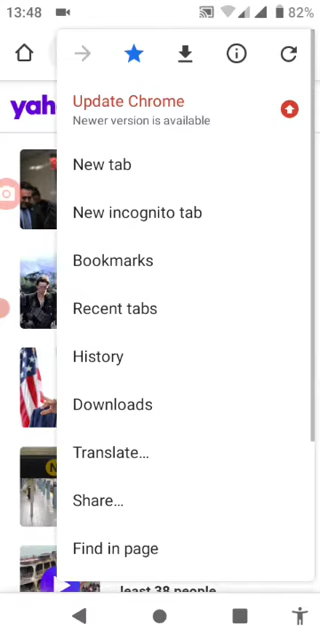 13:48
82%
Update Chrome
Newer version is available
New tab
New incognito tab
Bookmarks
Recent tabs
History
Downloads
Translate...
Share...
Find in page
yah
N
least 38 people